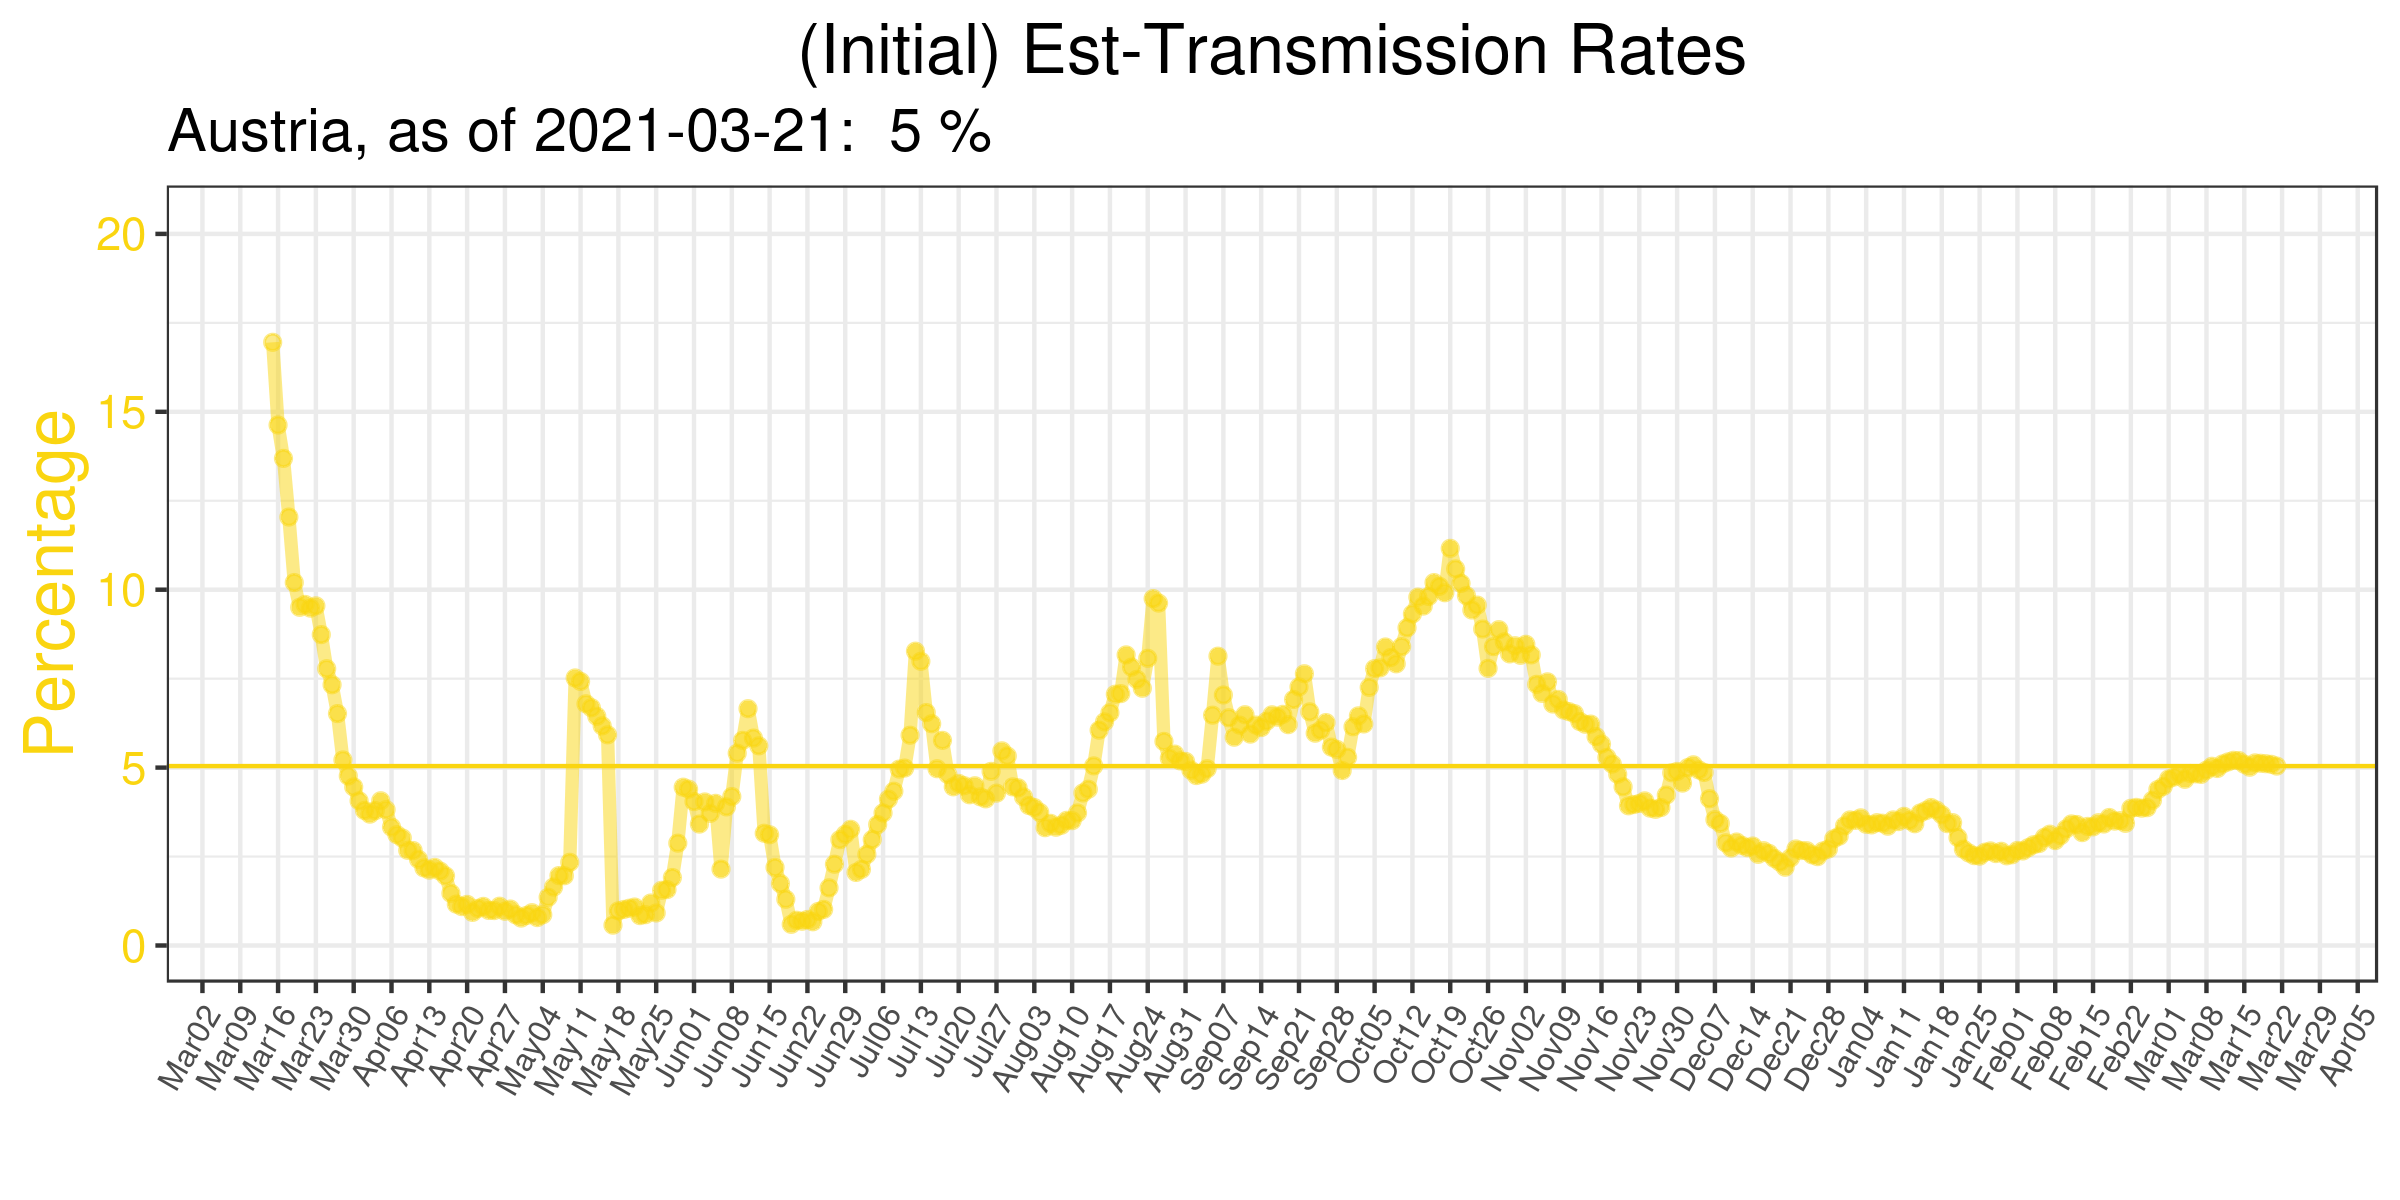 (Initial) Est-Transmission Rates
Austria, as of 2021-03-21:  5 %
Percentage
20
15
10
5
0
Mar02
Mar09
Mar16
Mar23
Mar30
Apr06
Apr13
Apr20
Apr27
May04
May11
May18
May25
Jun01
Jun08
Jun15
Jun22
Jun29
Jul06
Jul13
Jul20
Jul27
Aug03
Aug10
Aug17
Aug24
Aug31
Sep07
Sep14
Sep21
Sep28
Oct05
Oct12
Oct19
Oct26
Nov02
Nov09
Nov16
Nov23
Nov30
Dec07
Dec14
Dec21
Dec28
Jan04
Jan11
Jan18
Jan25
Feb01
Feb08
Feb15
Feb22
Mar01
Mar08
Mar15
Mar22
Mar29
Apr05